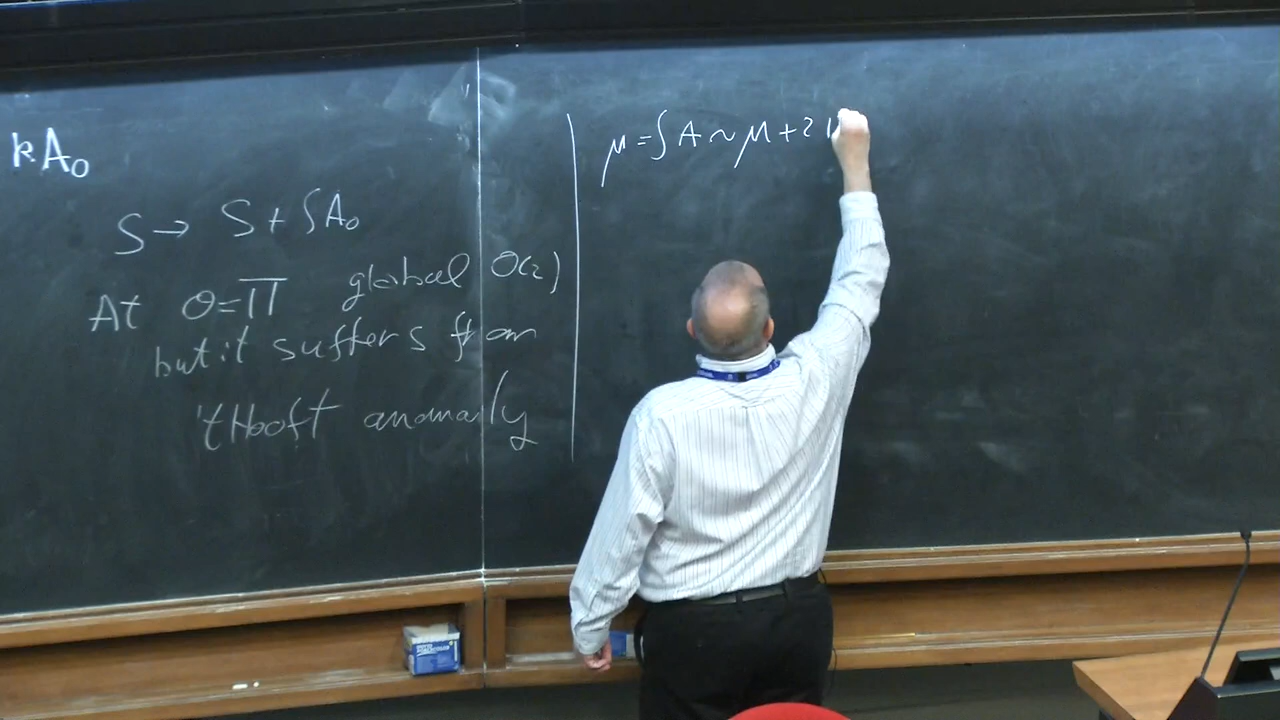 kA₀
S → S + ∫A₀
At θ=π global O(2)
but it suffers from
'tHooft anomaly
μ = ∫A ~ μ + 2